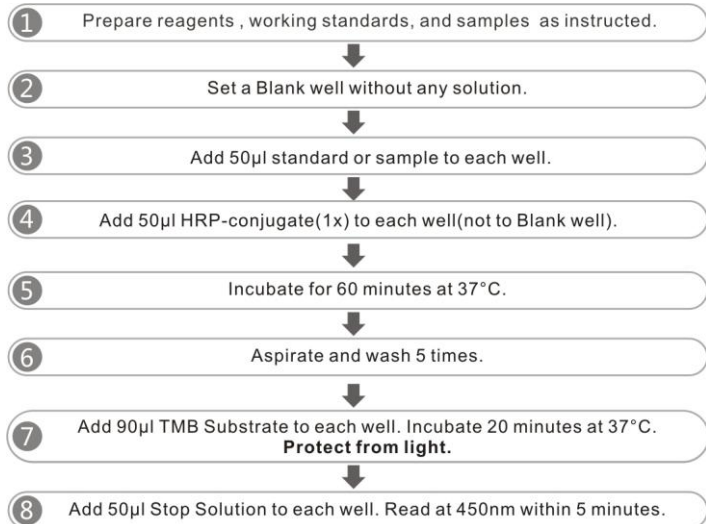 1 Prepare reagents , working standards, and samples as instructed.
2 Set a Blank well without any solution.
3 Add 50μl standard or sample to each well.
4 Add 50μl HRP-conjugate(1x) to each well(not to Blank well).
5 Incubate for 60 minutes at 37°C.
6 Aspirate and wash 5 times.
7 Add 90μl TMB Substrate to each well. Incubate 20 minutes at 37°C.
Protect from light.
8 Add 50μl Stop Solution to each well. Read at 450nm within 5 minutes.